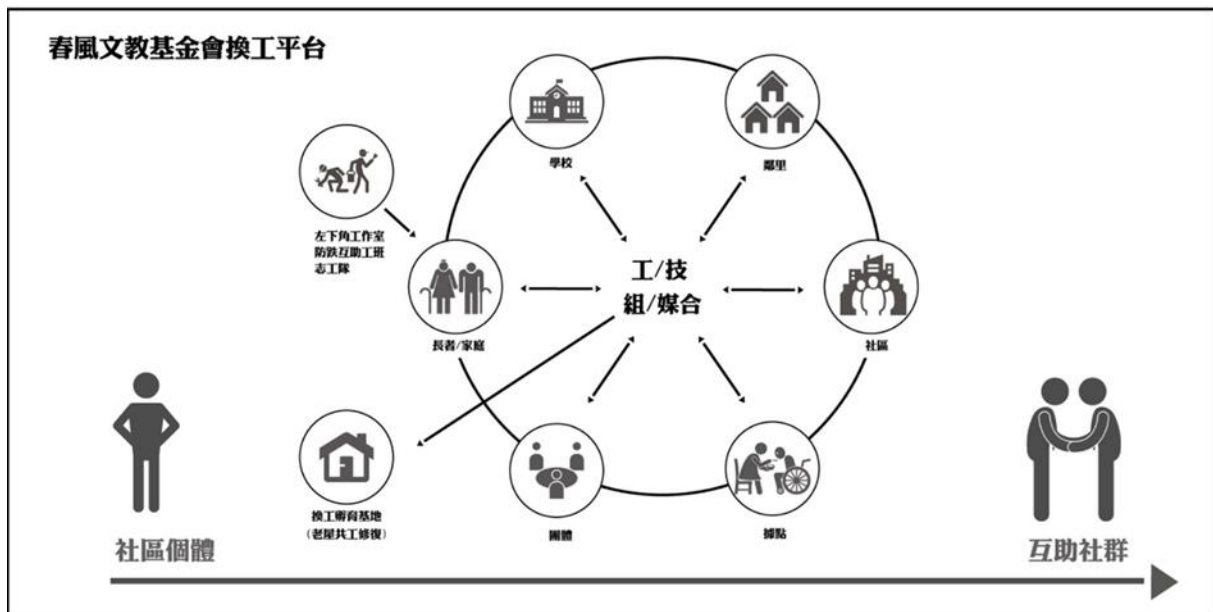 春風文教基金會換工平台
學校
鄰里
左下角工作室
防跌互助工班
志工隊
工/技
組/媒合
長者/家庭
社區
換工孵育基地
(老屋共工修復)
團體
據點
社區個體
互助社群